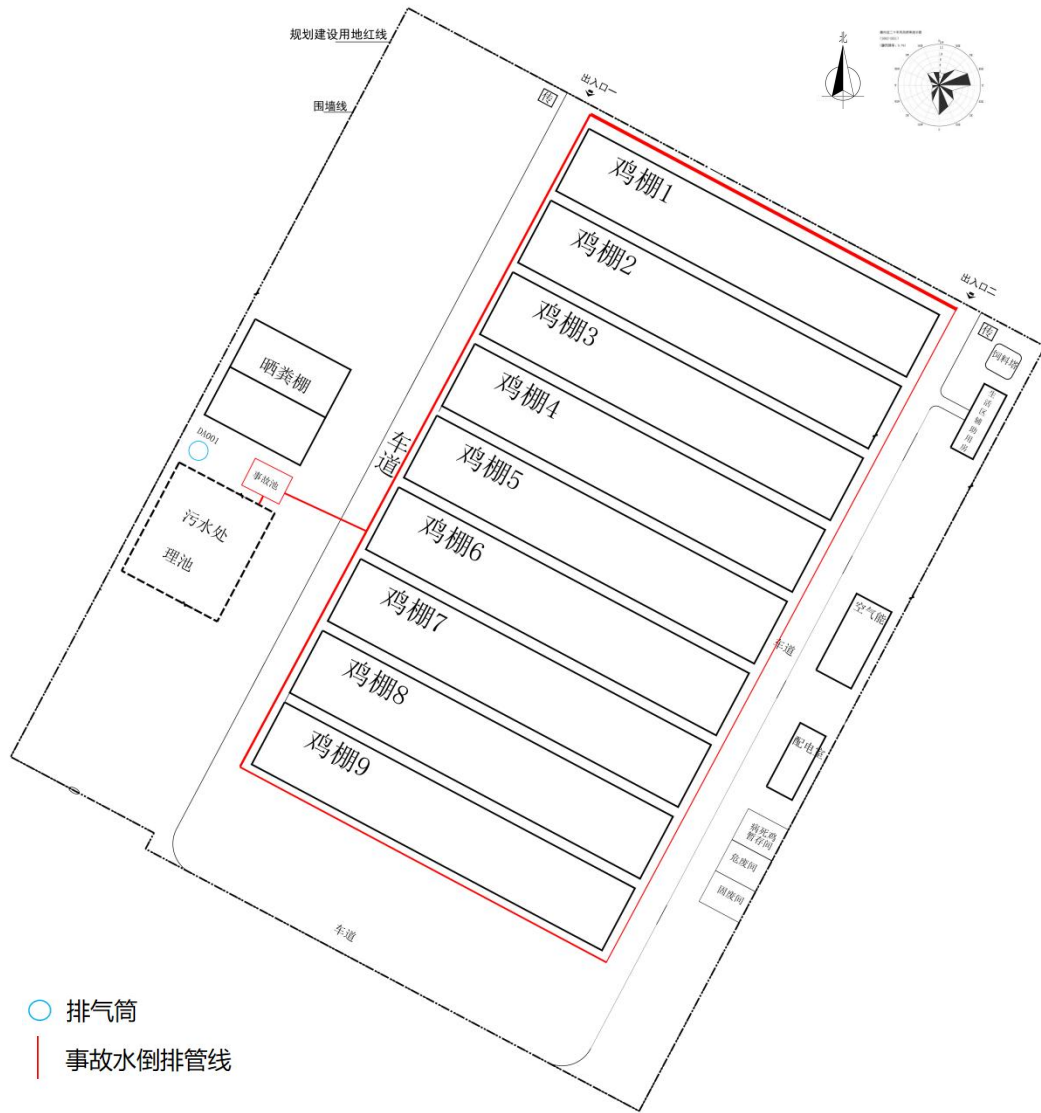 规划建设用地红线
围墙线
北
出入口一
传
鸡棚1
鸡棚2
鸡棚3
鸡棚4
鸡棚5
鸡棚6
鸡棚7
鸡棚8
鸡棚9
出入口二
传
饲料塔
生活区辅助用房
晒粪棚
DA001
事故池
污水处
理池
车道
空气能
车道
配电室
病死鸡
暂存间
危废间
固废间
车道
排气筒
事故水倒排管线